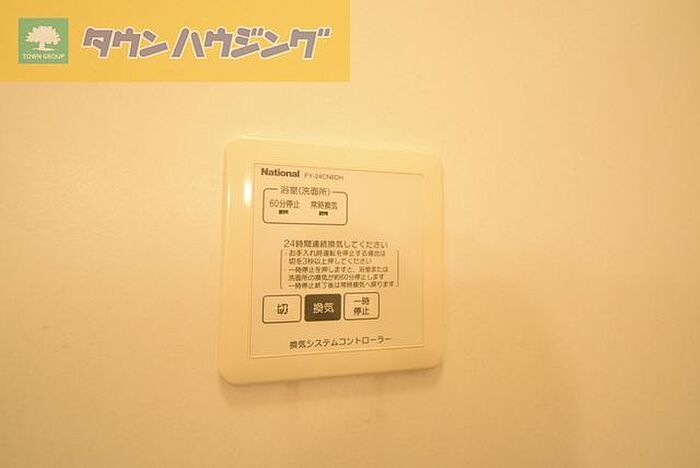 TOWN GROUP
タウンハウジング
National FY-24CN6DH
浴室(洗面所)
60分停止 常時換気
24時間連続換気してください
お手入れ時運転を停止する場合は
切を3秒以上押してください
一時停止を押しますと、浴室または
洗面所の換気が約60分停止します
一時停止終了後は常時換気へ戻ります
切 換気 一時停止
換気システムコントローラー